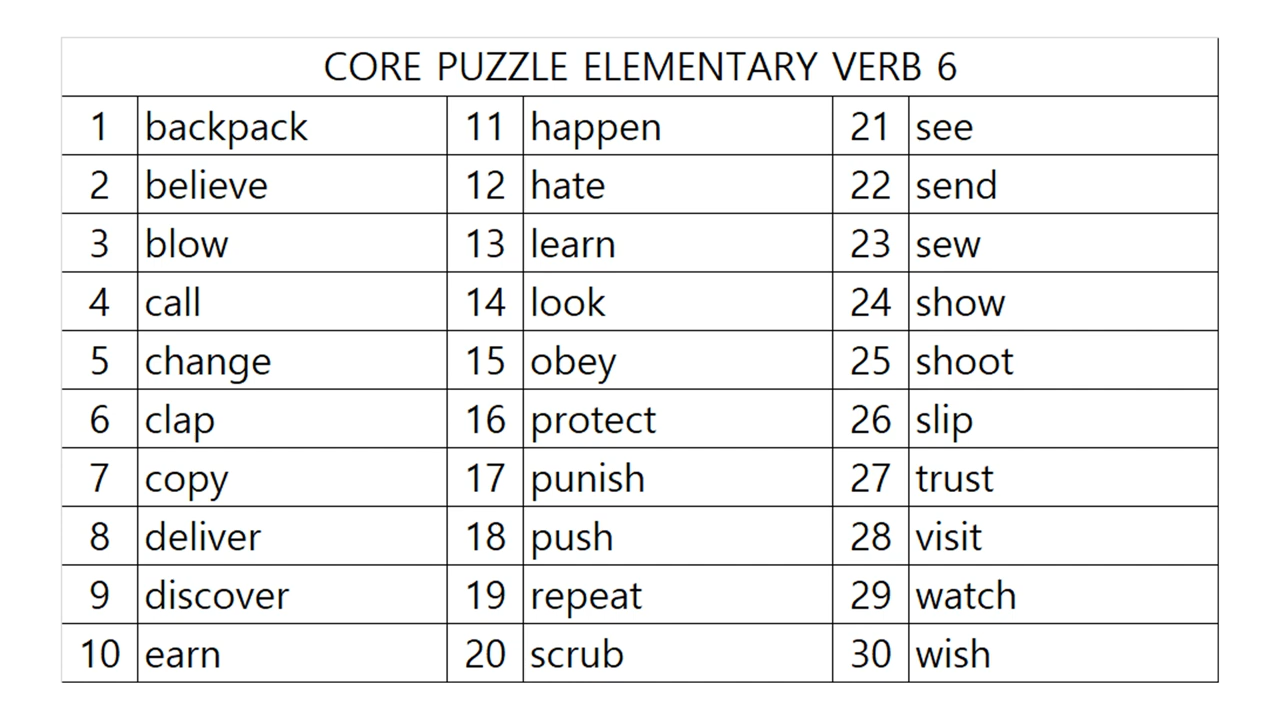 CORE PUZZLE ELEMENTARY VERB 6
1 backpack 11 happen 21 see
2 believe 12 hate 22 send
3 blow 13 learn 23 sew
4 call 14 look 24 show
5 change 15 obey 25 shoot
6 clap 16 protect 26 slip
7 copy 17 punish 27 trust
8 deliver 18 push 28 visit
9 discover 19 repeat 29 watch
10 earn 20 scrub 30 wish